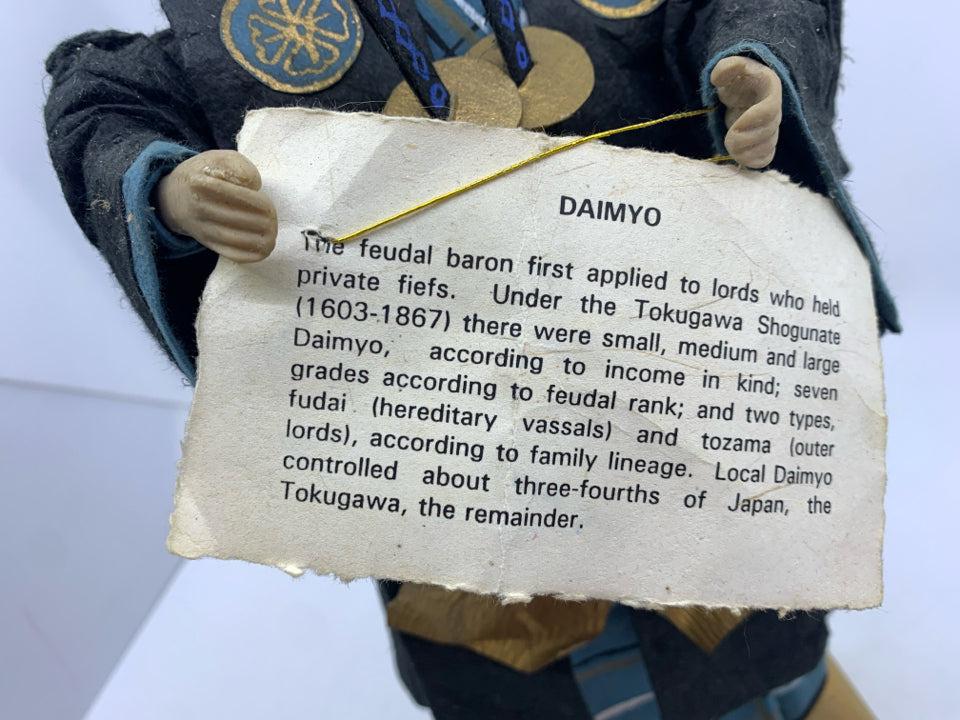 DAIMYO
The feudal baron first applied to lords who held
private fiefs. Under the Tokugawa Shogunate
(1603-1867) there were small, medium and large
Daimyo, according to income in kind; seven
grades according to feudal rank; and two types,
fudai (hereditary vassals) and tozama (outer
lords), according to family lineage. Local Daimyo
controlled about three-fourths of Japan, the
Tokugawa, the remainder.